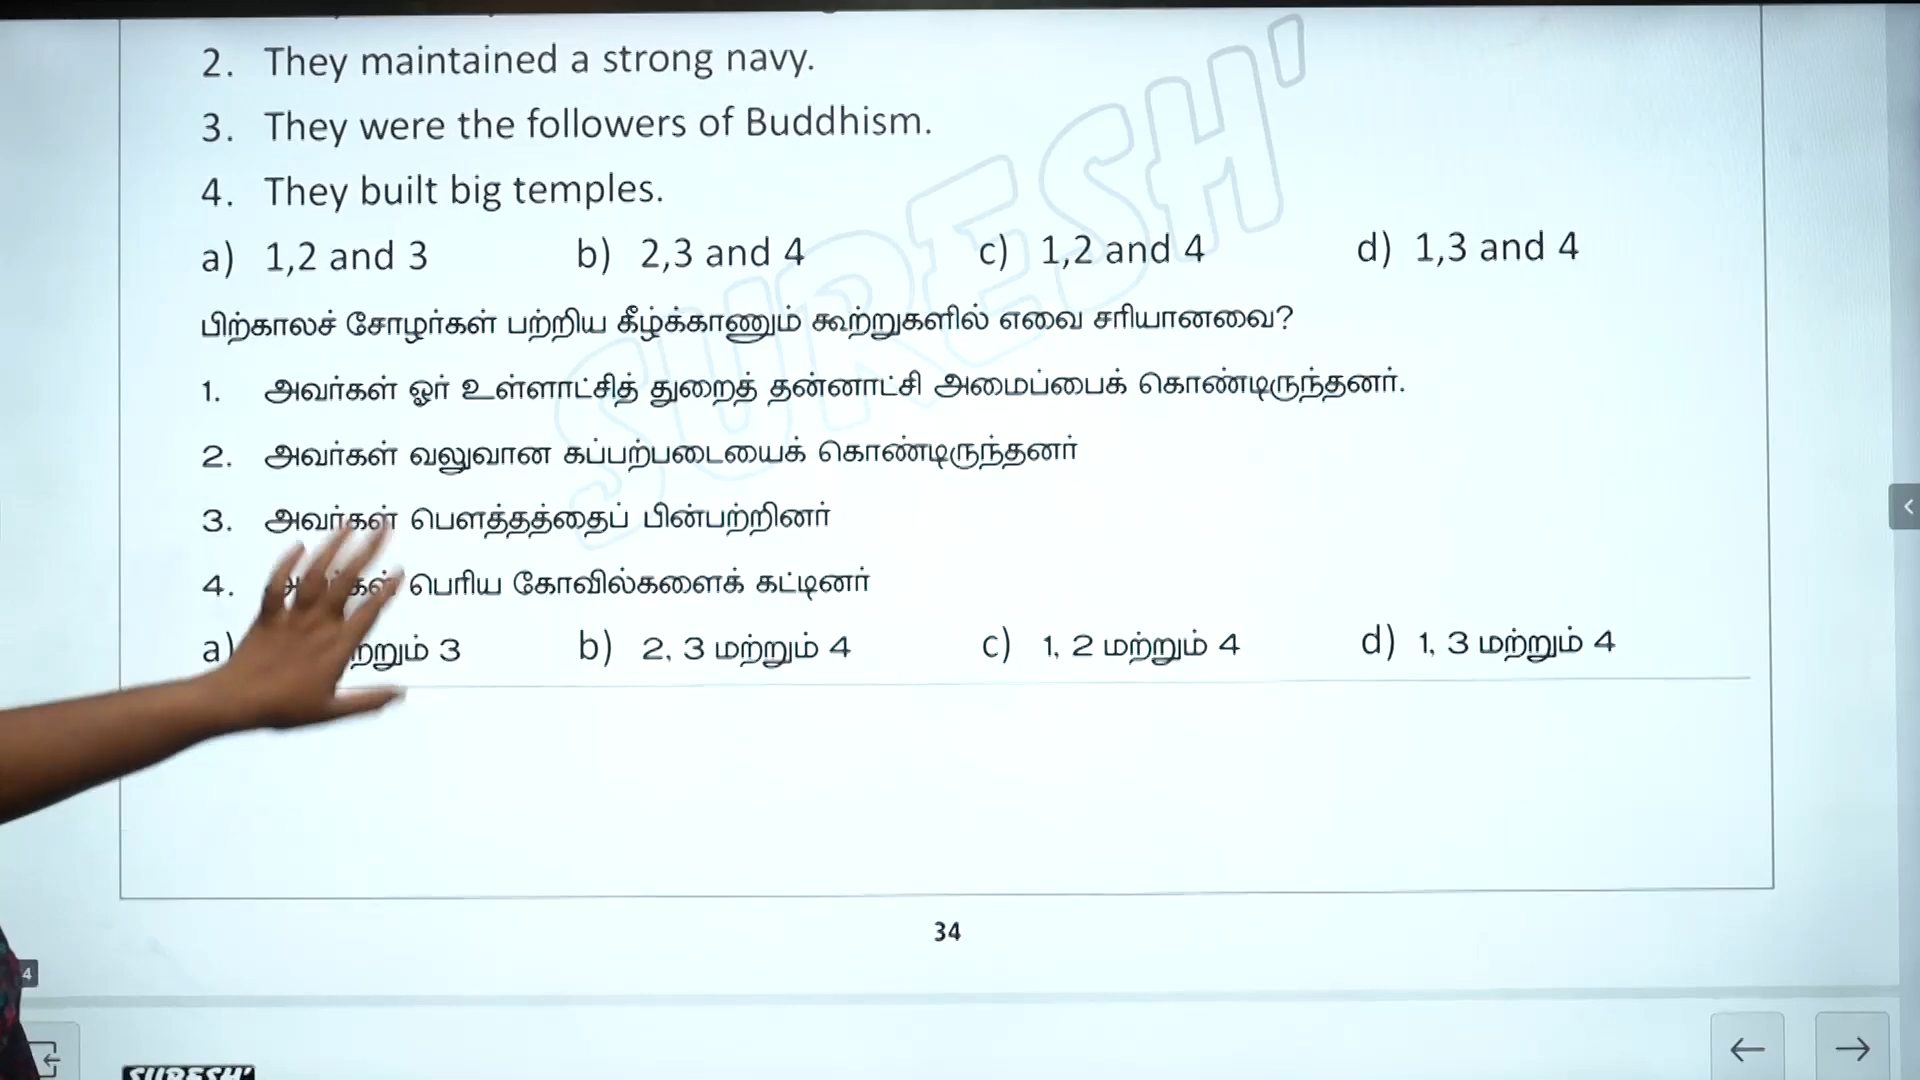 2. They maintained a strong navy.
3. They were the followers of Buddhism.
4. They built big temples.
a) 1,2 and 3 b) 2,3 and 4 c) 1,2 and 4 d) 1,3 and 4
பிற்காலச் சோழர்கள் பற்றிய கீழ்க்காணும் கூற்றுகளில் எவை சரியானவை?
1. அவர்கள் ஓர் உள்ளாட்சித் துறைத் தன்னாட்சி அமைப்பைக் கொண்டிருந்தனர்.
2. அவர்கள் வலுவான கப்பற்படையைக் கொண்டிருந்தனர்
3. அவர்கள் பௌத்தத்தைப் பின்பற்றினர்
4. பெரிய கோவில்களைக் கட்டினர்
a) 3 b) 2, 3 மற்றும் 4 c) 1, 2 மற்றும் 4 d) 1, 3 மற்றும் 4
SURESH'
34
4
SURESH'